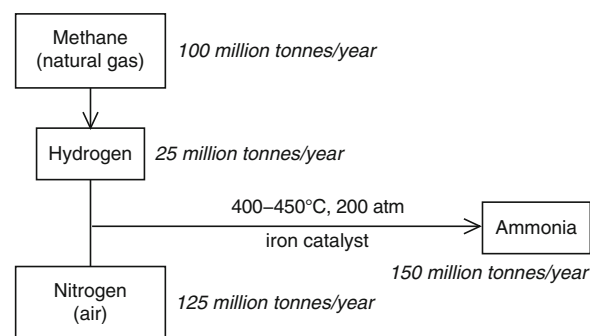 Methane
(natural gas)
100 million tonnes/year
Hydrogen
25 million tonnes/year
400–450°C, 200 atm
iron catalyst
Ammonia
150 million tonnes/year
Nitrogen
(air)
125 million tonnes/year